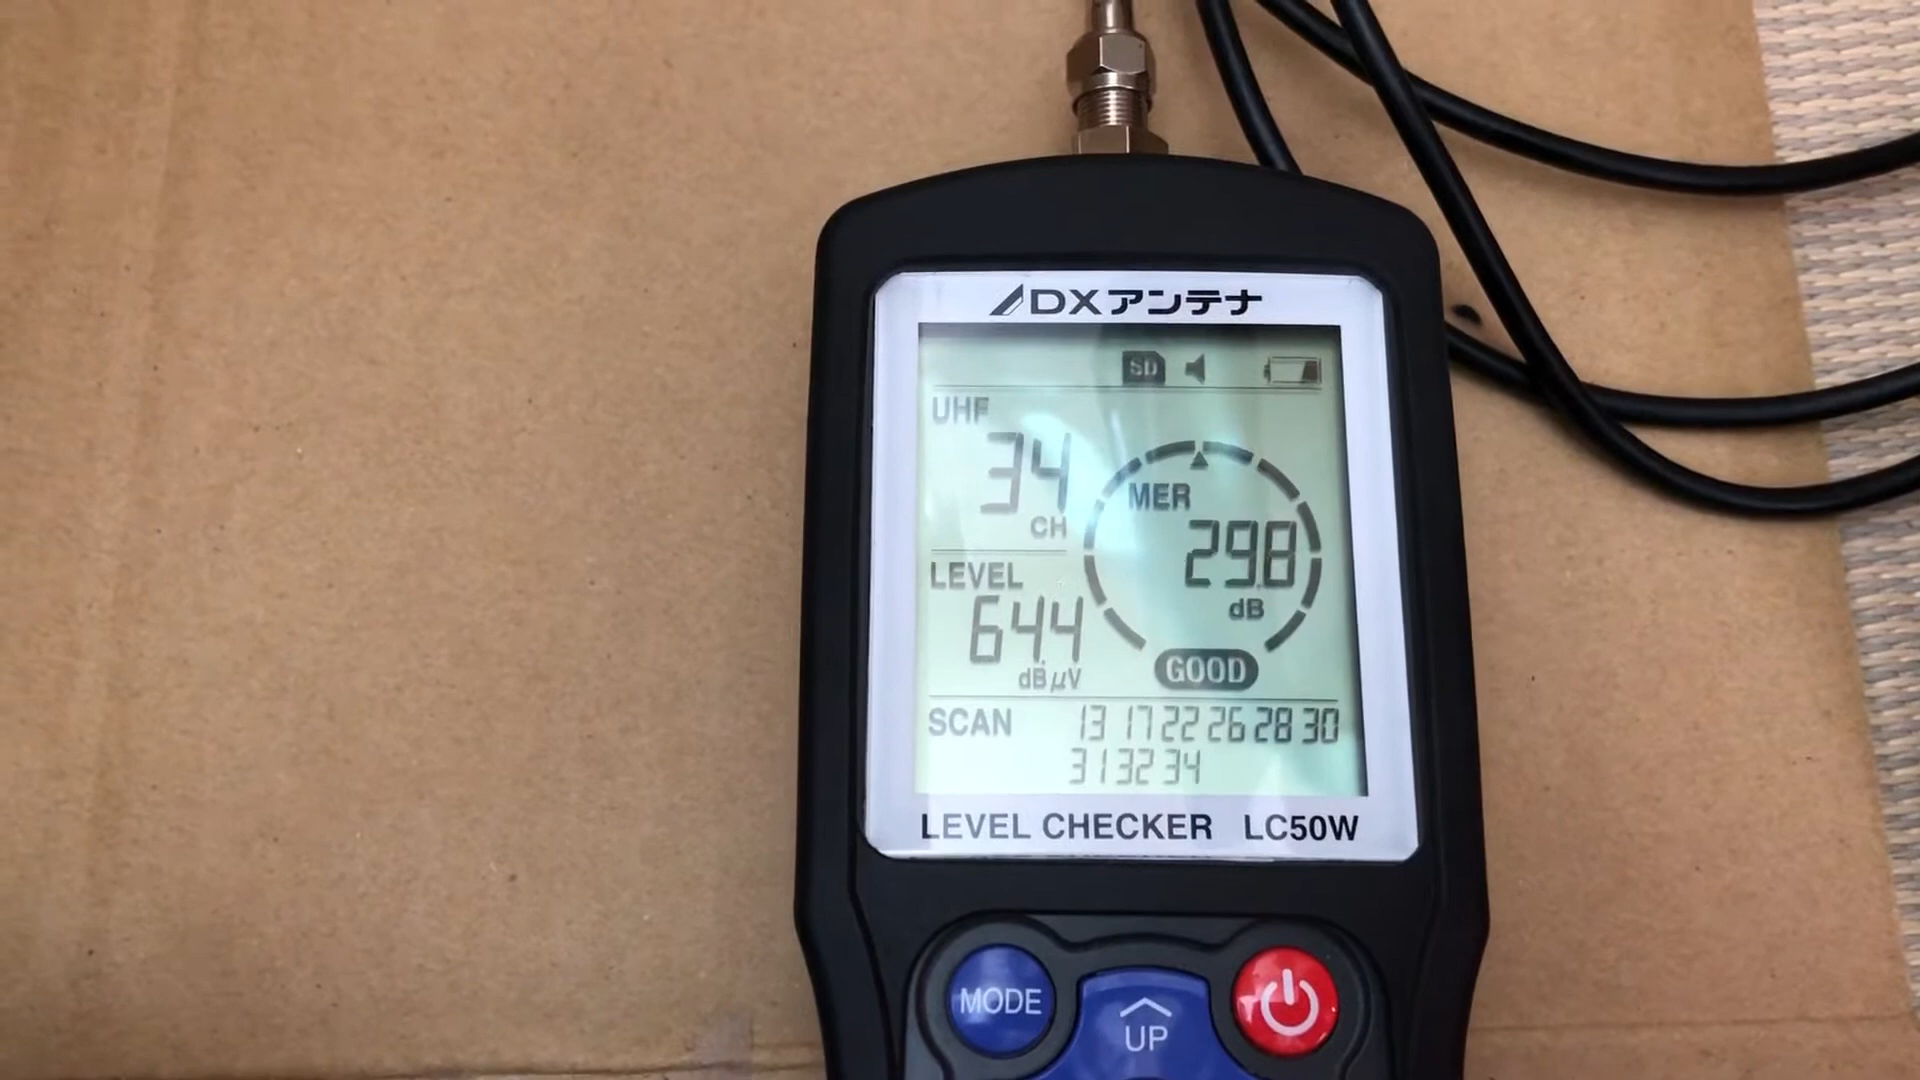 DXアンテナ
SD
UHF
34
CH
MER
29.8
dB
LEVEL
64.4
dBμV
GOOD
SCAN 13 17 22 26 28 30
31 32 34
LEVEL CHECKER LC50W
MODE
UP